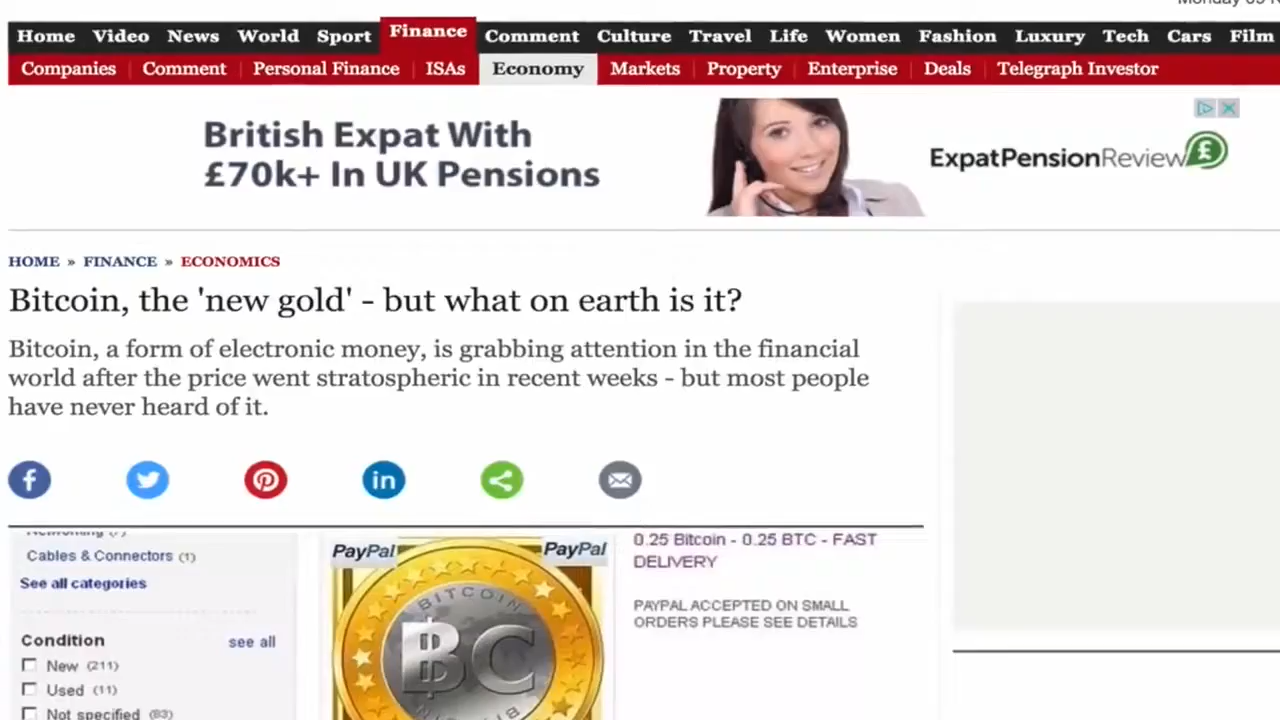 Home Video News World Sport Finance Comment Culture Travel Life Women Fashion Luxury Tech Cars Film
Companies Comment Personal Finance ISAs Economy Markets Property Enterprise Deals Telegraph Investor
British Expat With
£70k+ In UK Pensions
ExpatPensionReview £
HOME » FINANCE » ECONOMICS
Bitcoin, the 'new gold' - but what on earth is it?
Bitcoin, a form of electronic money, is grabbing attention in the financial
world after the price went stratospheric in recent weeks - but most people
have never heard of it.
Cables & Connectors (1)
See all categories
Condition see all
New (211)
Used (11)
Not specified (83)
PayPal PayPal
BITCOIN
BC
0.25 Bitcoin - 0.25 BTC - FAST
DELIVERY
PAYPAL ACCEPTED ON SMALL
ORDERS PLEASE SEE DETAILS